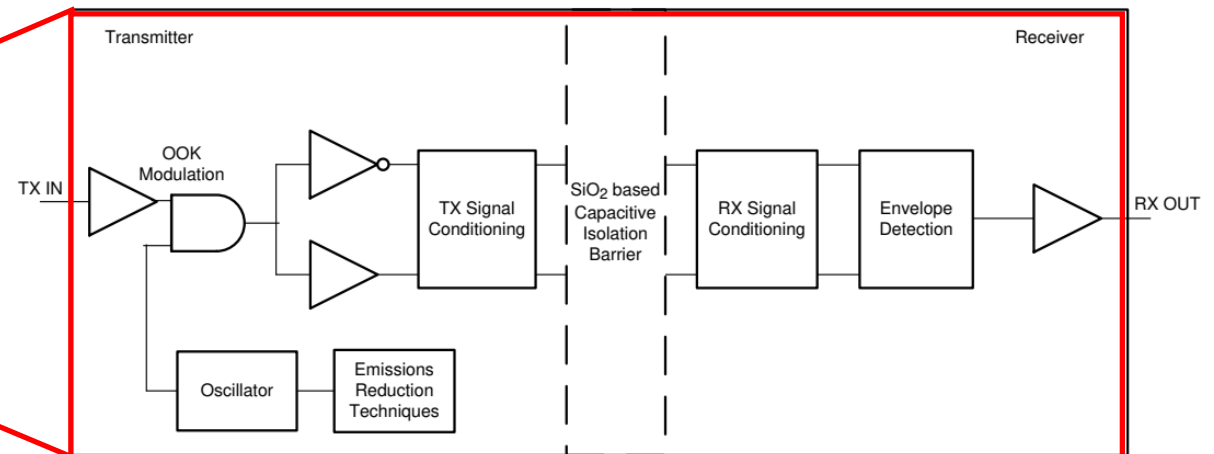 Transmitter
Receiver
OOK
Modulation
TX IN
TX Signal
Conditioning
SiO₂ based
Capacitive
Isolation
Barrier
RX Signal
Conditioning
Envelope
Detection
RX OUT
Oscillator
Emissions
Reduction
Techniques